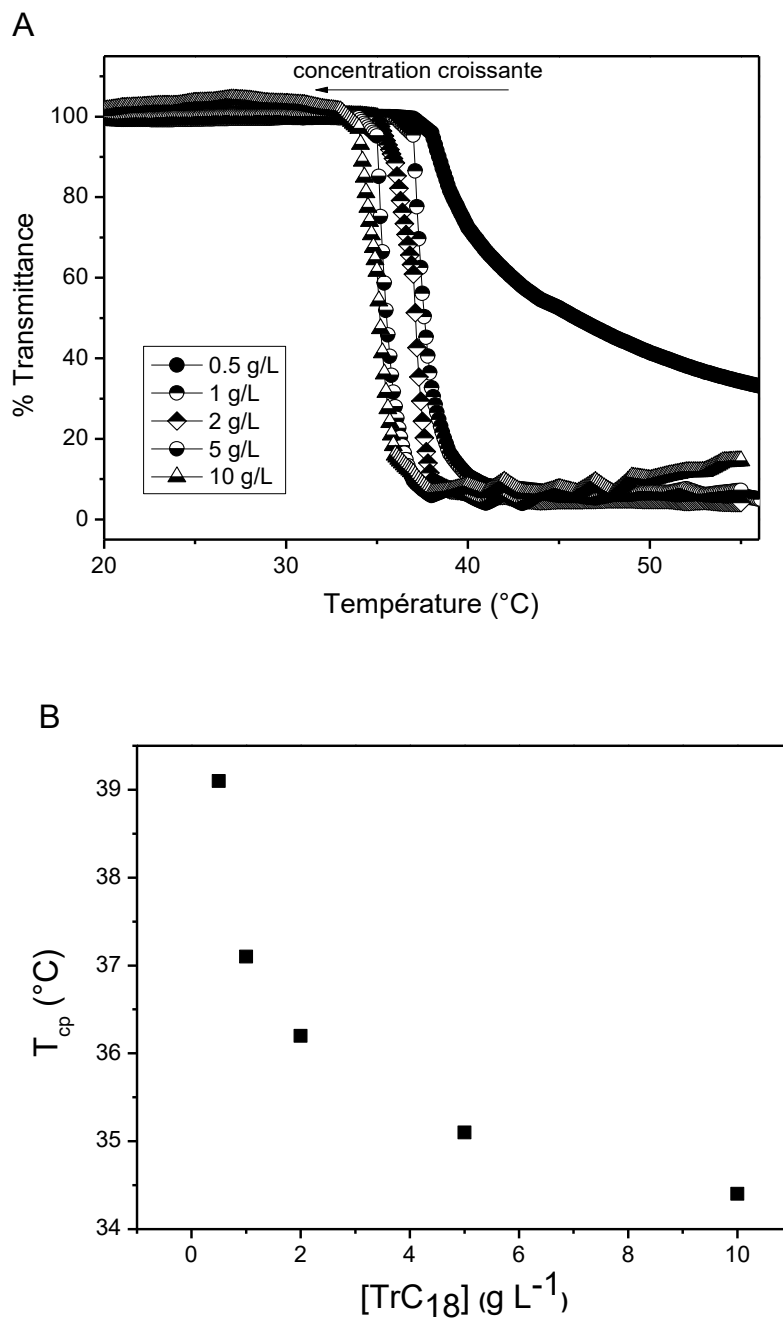 A
concentration croissante
100
80
60
40
20
0
% Transmittance
0.5 g/L
1 g/L
2 g/L
5 g/L
10 g/L
20 30 40 50
Température (°C)
B
39
38
37
36
35
34
T_cp (°C)
0 2 4 6 8 10
[TrC_18] (g L^-1)